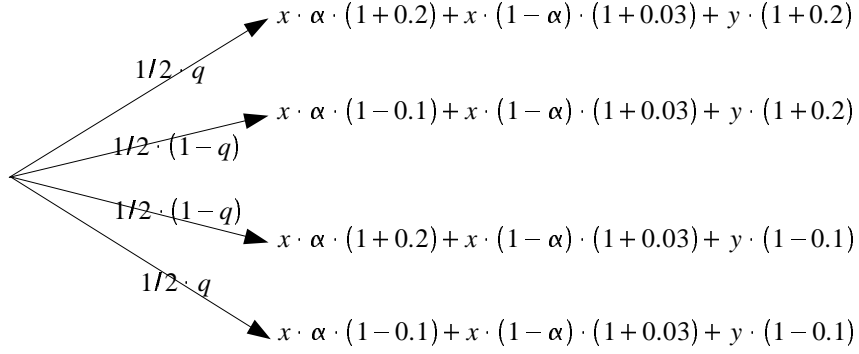 x · α · (1+0.2)+ x · (1−α) · (1+0.03)+ y · (1+0.2)
1/2 · q
x · α · (1−0.1)+ x · (1−α) · (1+0.03)+ y · (1+0.2)
1/2 · (1−q)
1/2 · (1−q)
x · α · (1+0.2)+ x · (1−α) · (1+0.03)+ y · (1−0.1)
1/2 · q
x · α · (1−0.1)+ x · (1−α) · (1+0.03)+ y · (1−0.1)